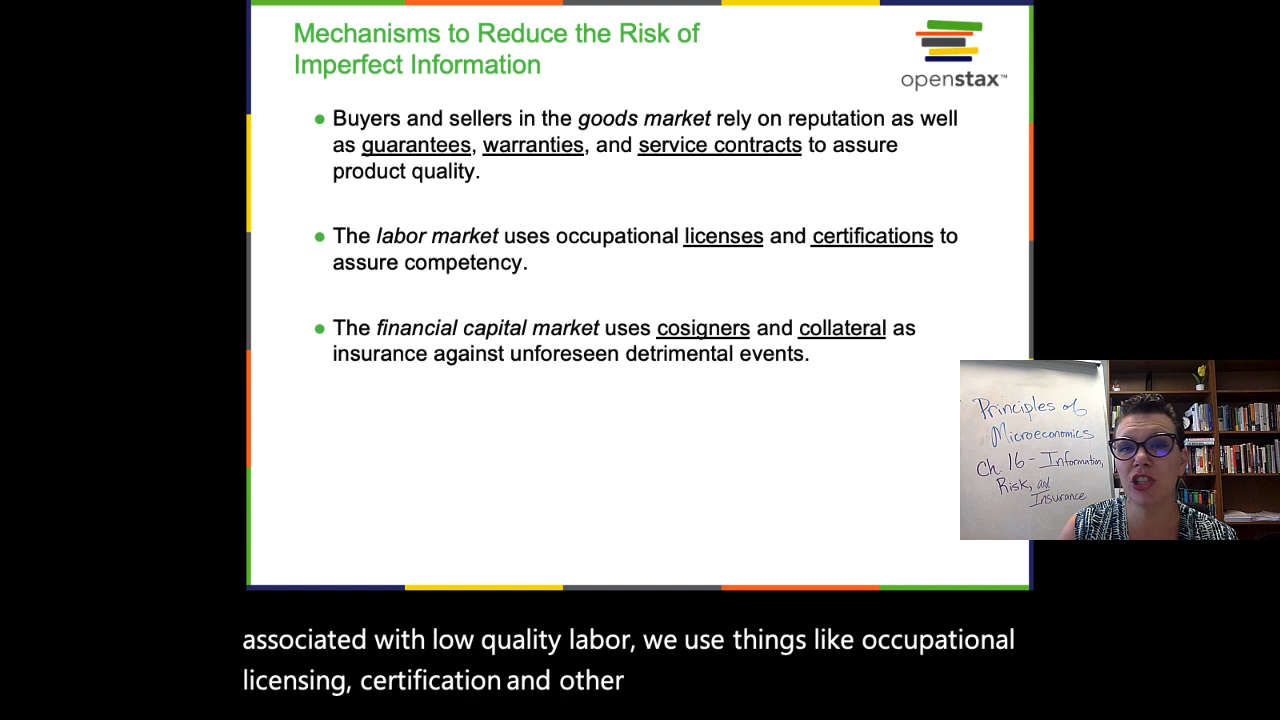 Mechanisms to Reduce the Risk of
Imperfect Information
openstax™
● Buyers and sellers in the goods market rely on reputation as well
as guarantees, warranties, and service contracts to assure
product quality.
● The labor market uses occupational licenses and certifications to
assure competency.
● The financial capital market uses cosigners and collateral as
insurance against unforeseen detrimental events.
Principles of
Microeconomics
Ch. 16 - Information,
Risk, and
Insurance
associated with low quality labor, we use things like occupational
licensing, certification and other